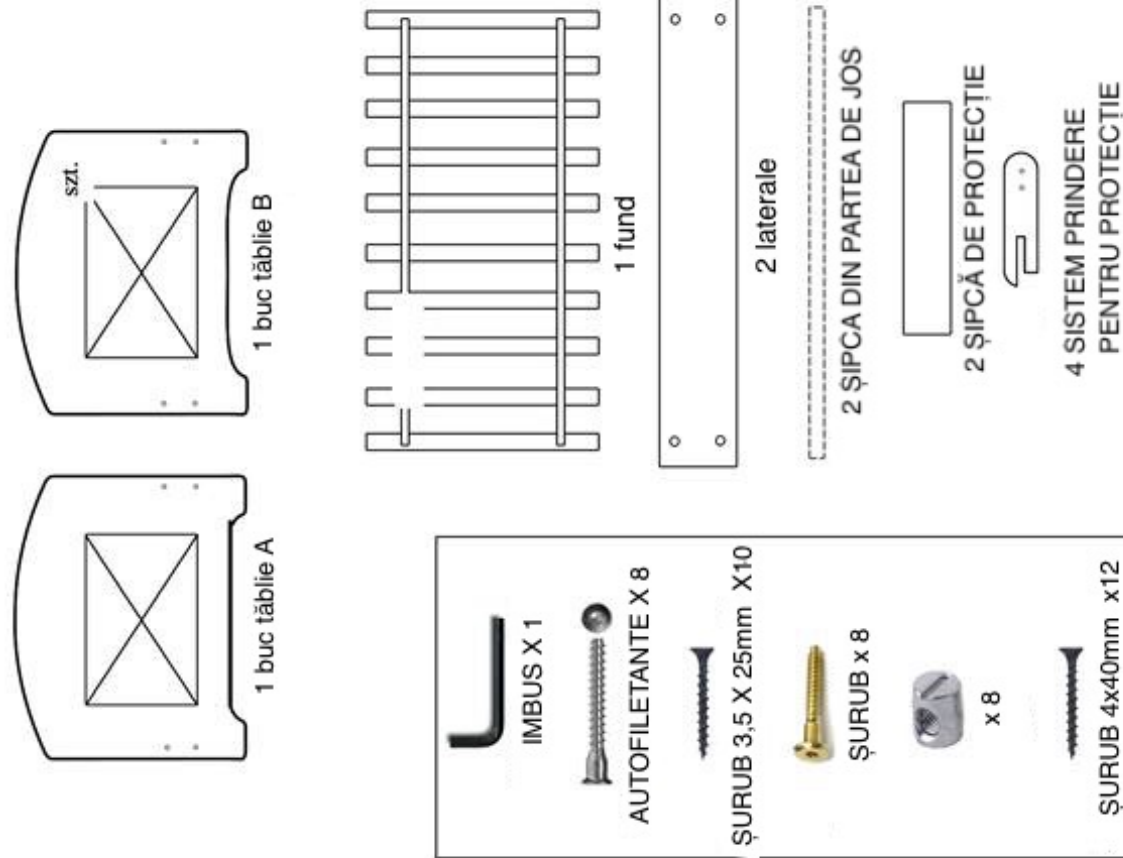 szt.
1 buc tăblie B
1 buc tăblie A
1 fund
2 laterale
2 ȘIPCA DIN PARTEA DE JOS
2 ȘIPCĂ DE PROTECȚIE
4 SISTEM PRINDERE
PENTRU PROTECȚIE
IMBUS X 1
AUTOFILETANTE X 8
ȘURUB 3,5 X 25mm X10
ȘURUB x 8
x 8
ȘURUB 4x40mm x12